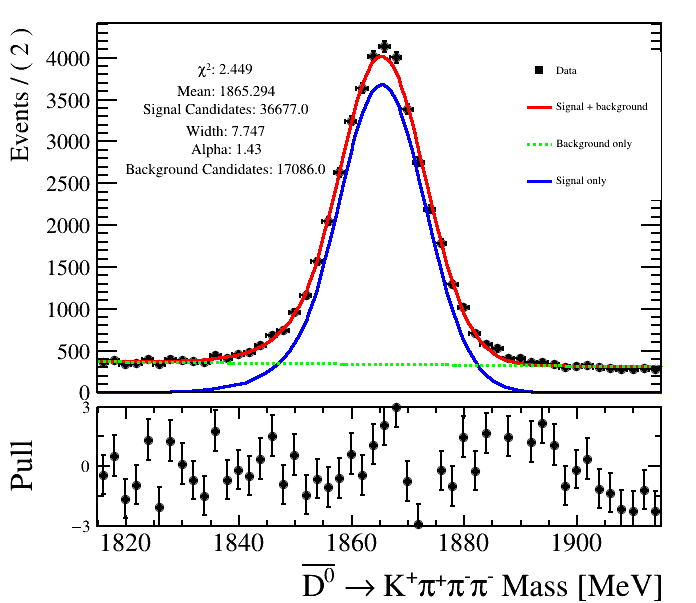 Events / ( 2 )
4000
3500
3000
2500
2000
1500
1000
500
0
χ²: 2.449
Mean: 1865.294
Signal Candidates: 36677.0
Width: 7.747
Alpha: 1.43
Background Candidates: 17086.0
Data
Signal + background
Background only
Signal only
Pull
3
0
−3
1820 1840 1860 1880 1900
D⁰ → K⁺π⁺π⁻π⁻ Mass [MeV]